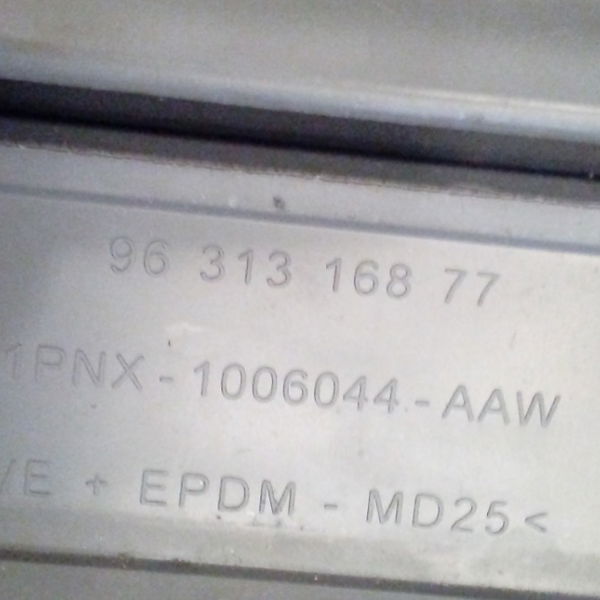 96 313 168 77
1PNX-1006044-AAW
/E + EPDM - MD25<